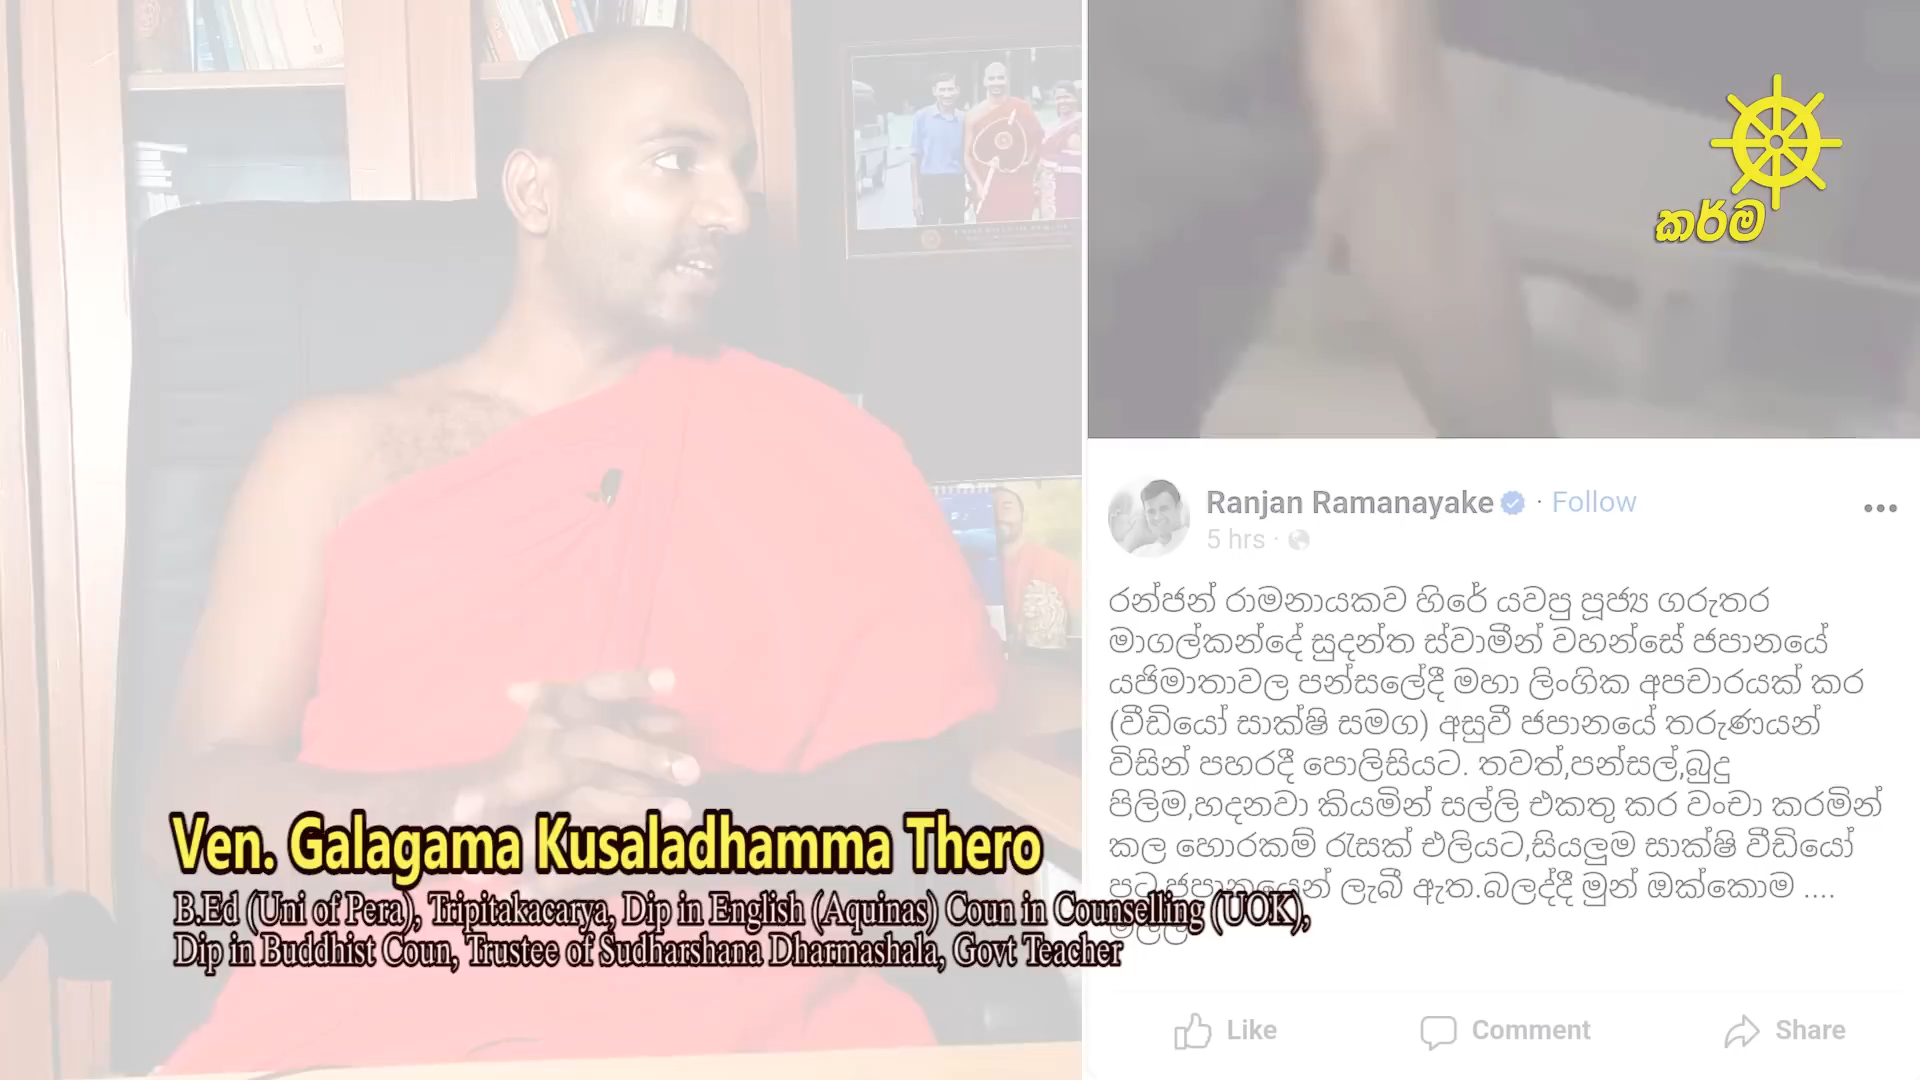 කර්ම
Ranjan Ramanayake · Follow
5 hrs ·
රන්ජන් රාමනායකව හිරේ යවපු පූජ්‍ය ගරුතර
මාගල්කන්දේ සුදන්ත ස්වාමීන් වහන්සේ ජපානයේ
යජිමාතාවල පන්සලේදී මහා ලිංගික අපචාරයක් කර
(වීඩියෝ සාක්ෂි සමග) අසුවී ජපානයේ තරුණයන්
විසින් පහරදී පොලිසියට. තවත්,පන්සල්,බුදු
පිලිම,හදනවා කියමින් සල්ලි එකතු කර වංචා කරමින්
කල හොරකම් රැසක් එලියට,සියලුම සාක්ෂි වීඩියෝ
පට ජපානයෙන් ලැබී ඇත.බලද්දී මුන් ඔක්කොම ....
Like Comment Share
Ven. Galagama Kusaladhamma Thero
B.Ed (Uni of Pera), Tripitakacarya, Dip in English (Aquinas) Coun in Counselling (UOK),
Dip in Buddhist Coun, Trustee of Sudharshana Dharmashala, Govt Teacher